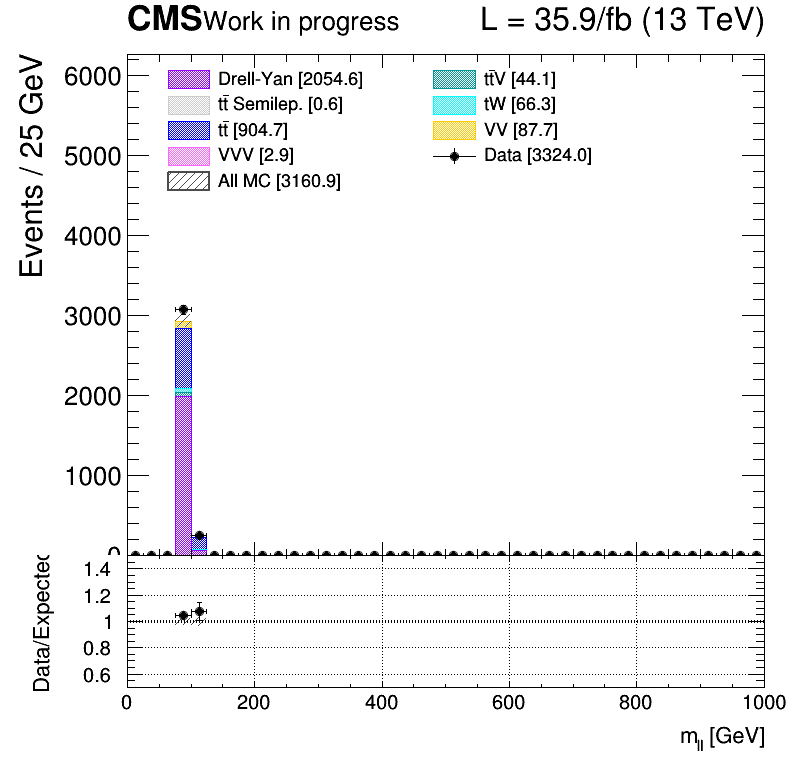 CMS Work in progress L = 35.9/fb (13 TeV)
Events / 25 GeV
6000
5000
4000
3000
2000
1000
0
Drell-Yan [2054.6]
tt̄ Semilep. [0.6]
tt̄ [904.7]
VVV [2.9]
All MC [3160.9]
tt̄V [44.1]
tW [66.3]
VV [87.7]
Data [3324.0]
Data/Expected
1.4
1.2
1
0.8
0.6
0 200 400 600 800 1000
m_ll [GeV]